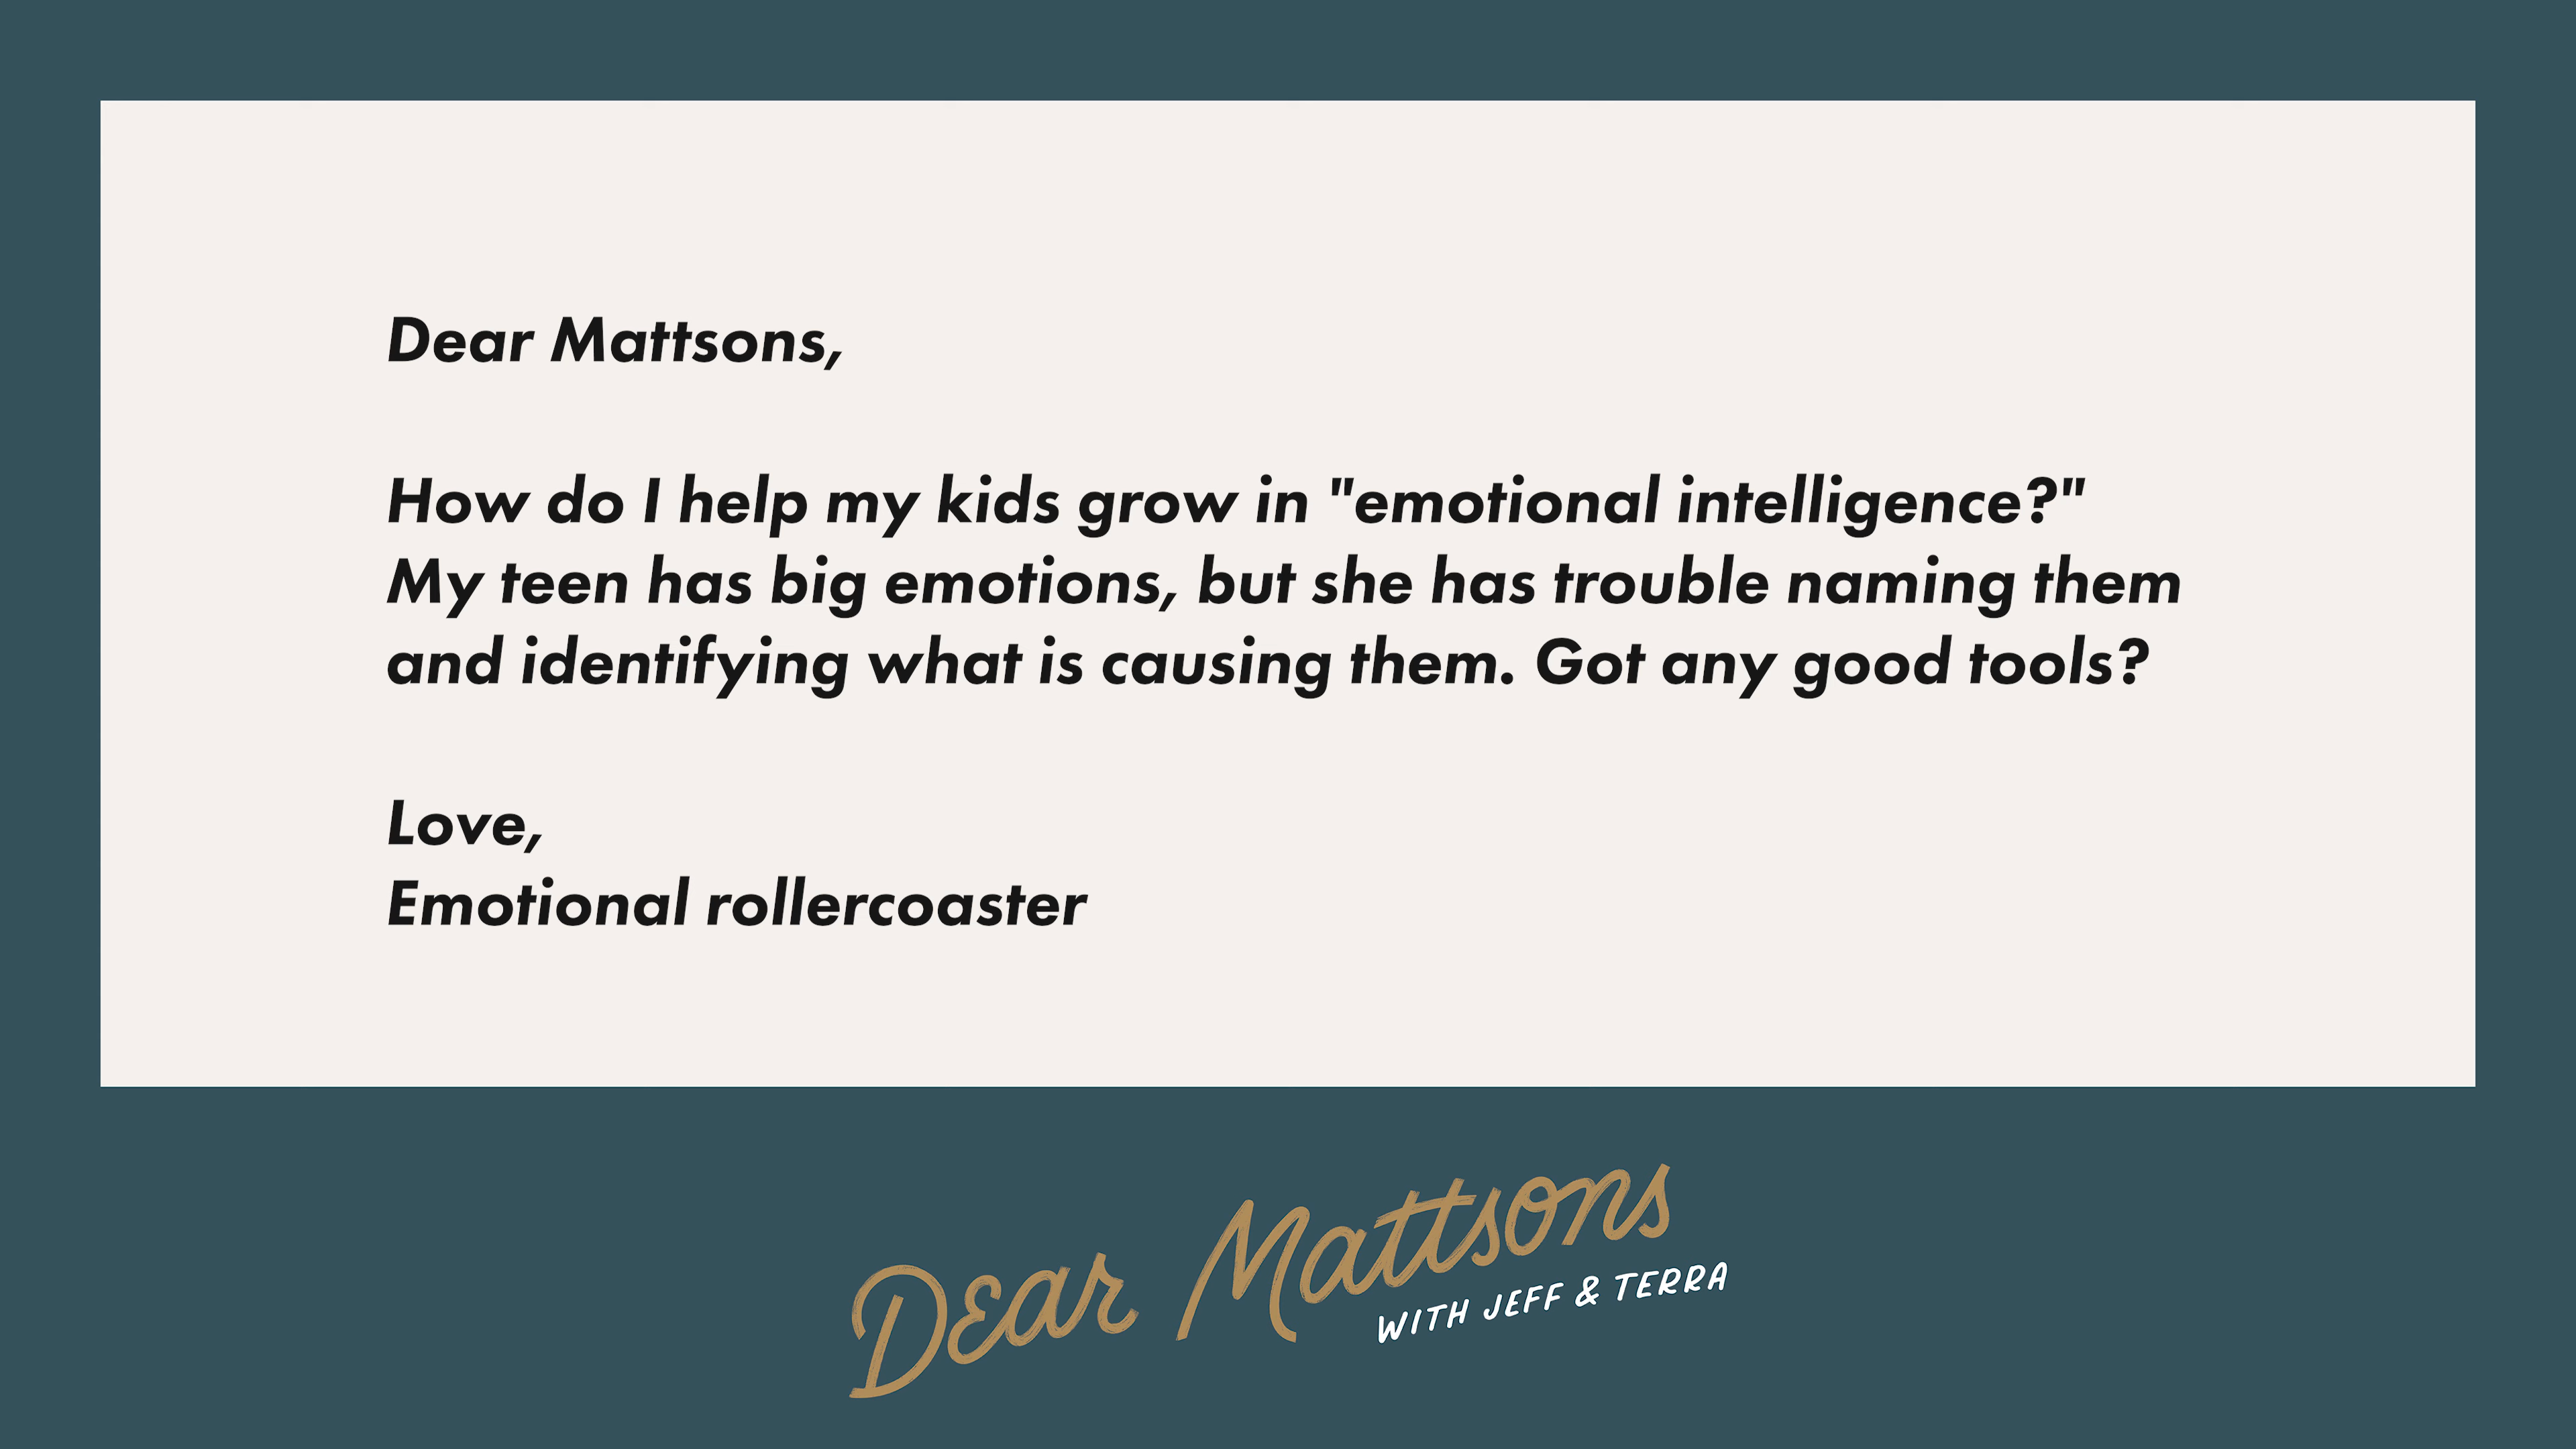 Dear Mattsons,
How do I help my kids grow in "emotional intelligence?"
My teen has big emotions, but she has trouble naming them
and identifying what is causing them. Got any good tools?
Love,
Emotional rollercoaster
Dear Mattsons
WITH JEFF & TERRA